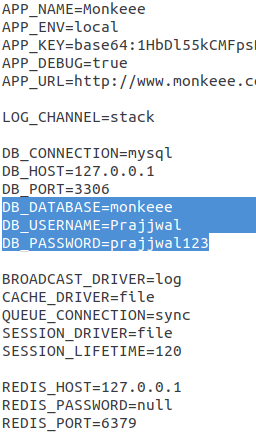 APP_NAME=Monkeee
APP_ENV=local
APP_KEY=base64:1HbDl55kCMFps
APP_DEBUG=true
APP_URL=http://www.monkeee.c
LOG_CHANNEL=stack
DB_CONNECTION=mysql
DB_HOST=127.0.0.1
DB_PORT=3306
DB_DATABASE=monkeee
DB_USERNAME=Prajjwal
DB_PASSWORD=prajjwal123
BROADCAST_DRIVER=log
CACHE_DRIVER=file
QUEUE_CONNECTION=sync
SESSION_DRIVER=file
SESSION_LIFETIME=120
REDIS_HOST=127.0.0.1
REDIS_PASSWORD=null
REDIS_PORT=6379